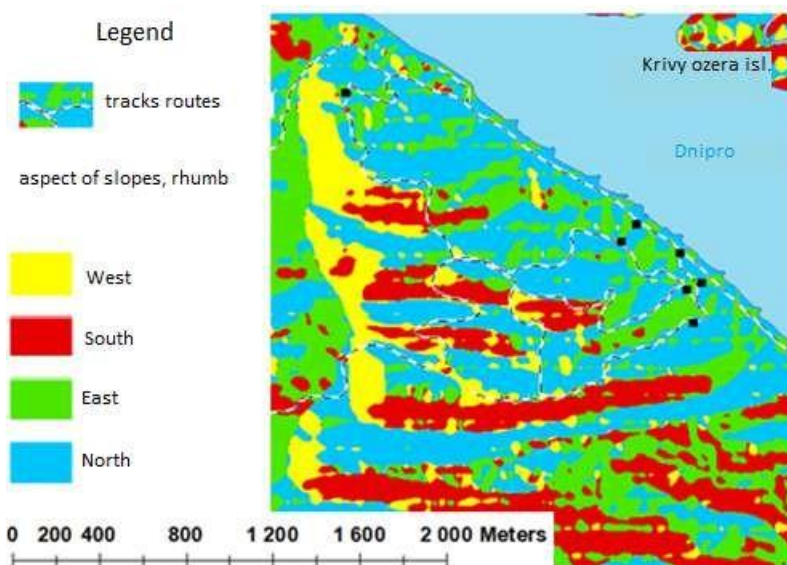 Legend
tracks routes
aspect of slopes, rhumb
West
South
East
North
Krivy ozera isl.
Dnipro
0 200 400 800 1 200 1 600 2 000 Meters